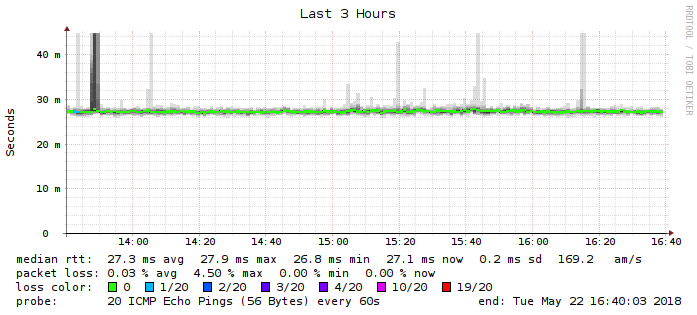 Last 3 Hours
RRDTOOL / TOBI OETIKER
Seconds
40 m
30 m
20 m
10 m
0
14:00 14:20 14:40 15:00 15:20 15:40 16:00 16:20 16:40
median rtt: 27.3 ms avg 27.9 ms max 26.8 ms min 27.1 ms now 0.2 ms sd 169.2 am/s
packet loss: 0.03 % avg 4.50 % max 0.00 % min 0.00 % now
loss color: 0 1/20 2/20 3/20 4/20 10/20 19/20
probe: 20 ICMP Echo Pings (56 Bytes) every 60s end: Tue May 22 16:40:03 2018